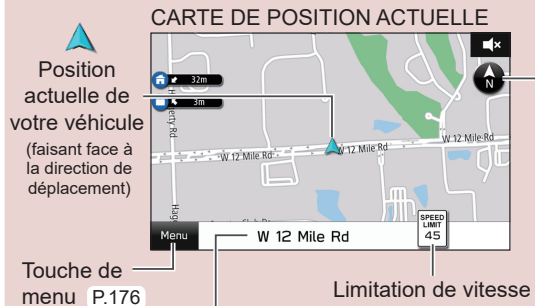 CARTE DE POSITION ACTUELLE
Position
actuelle de
votre véhicule
(faisant face à
la direction de
déplacement)
32m
3m
N
W 12 Mile Rd
W 12 Mile Rd
W 12 Mile Rd
Menu
W 12 Mile Rd
SPEED
LIMIT
45
Touche de
menu P.176
Limitation de vitesse